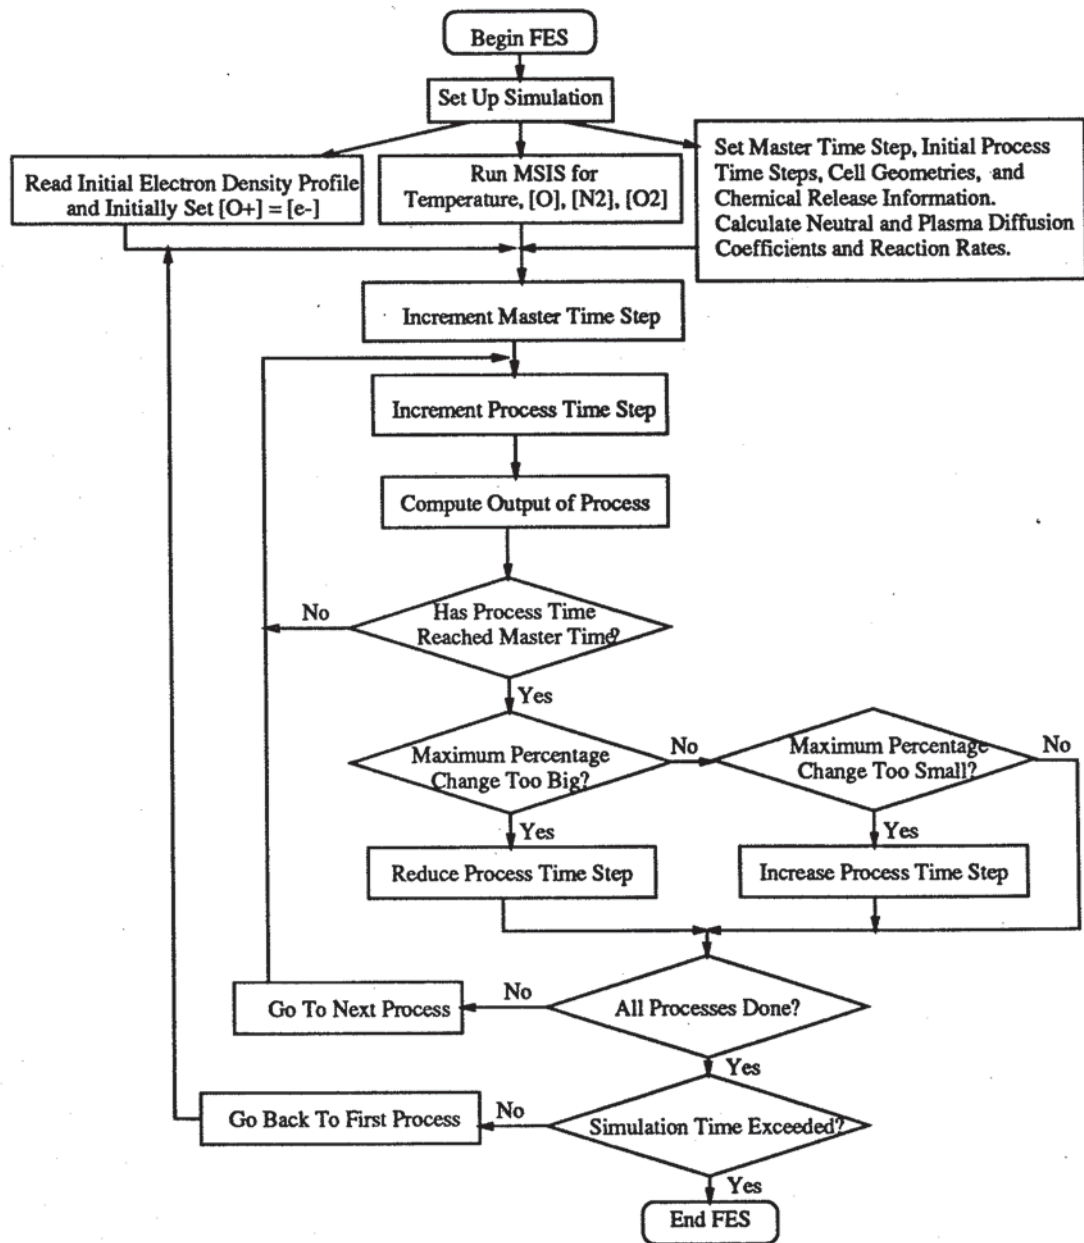 Begin FES
Set Up Simulation
Read Initial Electron Density Profile
and Initially Set [O+] = [e-]
Run MSIS for
Temperature, [O], [N2], [O2]
Set Master Time Step, Initial Process
Time Steps, Cell Geometries, and
Chemical Release Information.
Calculate Neutral and Plasma Diffusion
Coefficients and Reaction Rates.
Increment Master Time Step
Increment Process Time Step
Compute Output of Process
Has Process Time
Reached Master Time?
No
Yes
Maximum Percentage
Change Too Big?
No
Maximum Percentage
Change Too Small?
No
Yes
Yes
Reduce Process Time Step
Increase Process Time Step
All Processes Done?
No
Go To Next Process
Yes
Simulation Time Exceeded?
No
Go Back To First Process
Yes
End FES